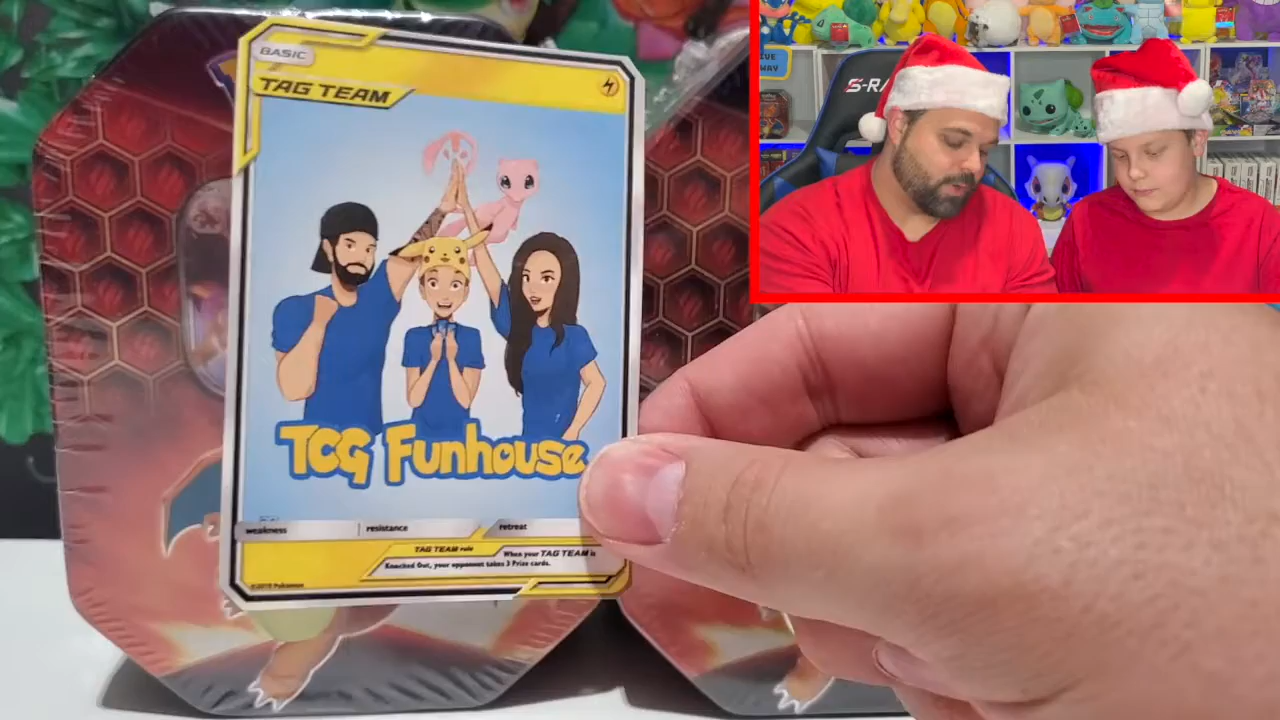 BASIC
TAG TEAM
TCG Funhouse
weakness
resistance
retreat
TAG TEAM rule
When your TAG TEAM is
Knocked Out, your opponent takes 3 Prize cards.
©2019 Pokémon
S-RA